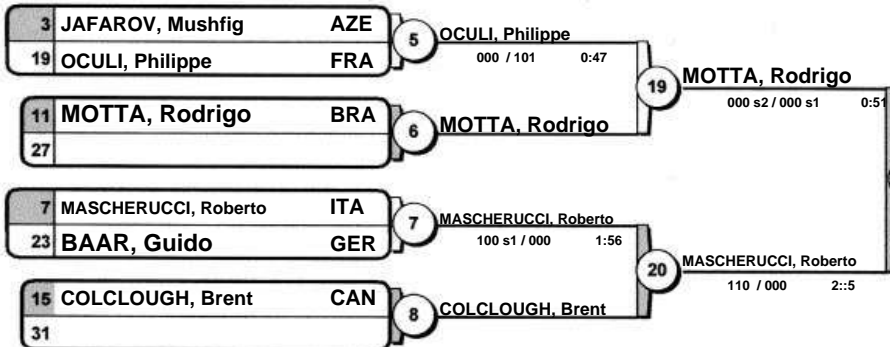 3 JAFAROV, Mushfig AZE
19 OCULI, Philippe FRA
5
OCULI, Philippe
000 / 101 0:47
11 MOTTA, Rodrigo BRA
27
6
MOTTA, Rodrigo
19
MOTTA, Rodrigo
000 s2 / 000 s1 0:51
7 MASCHERUCCI, Roberto ITA
23 BAAR, Guido GER
7
MASCHERUCCI, Roberto
100 s1 / 000 1:56
15 COLCLOUGH, Brent CAN
31
8
COLCLOUGH, Brent
20
MASCHERUCCI, Roberto
110 / 000 2::5